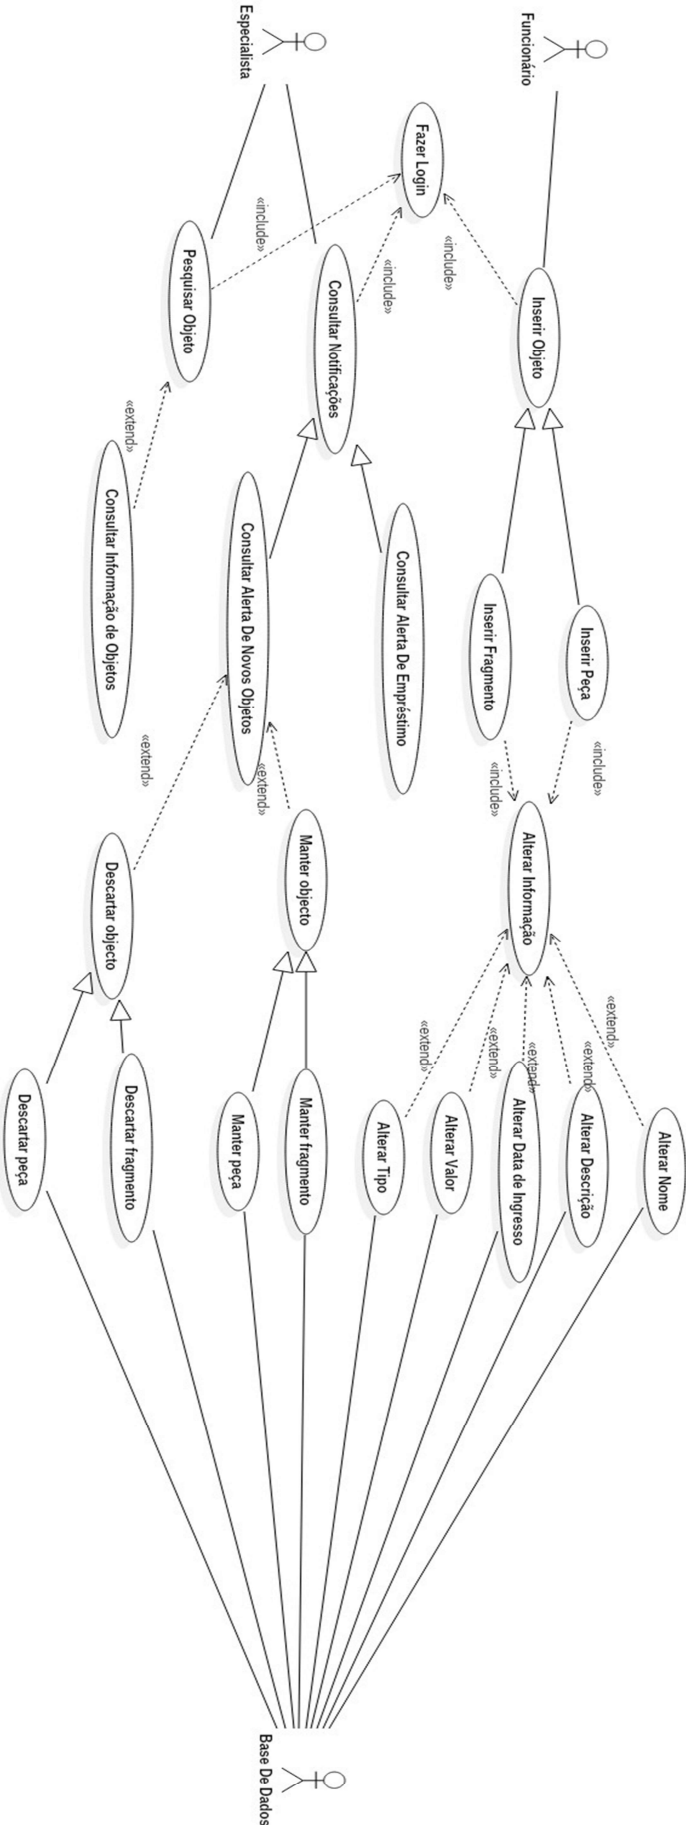 Funcionário
Especialista
Fazer Login
Inserir Objeto
«include»
«include»
«include»
Consultar Notificações
Pesquisar Objeto
Inserir Peça
Inserir Fragmento
Consultar Alerta De Empréstimo
Consultar Alerta De Novos Objetos
«extend»
Consultar Informação de Objetos
«include»
«include»
Alterar Informação
«extend»
«extend»
Manter objecto
Descartar objecto
«extend»
«extend»
«extend»
«extend»
«extend»
Alterar Nome
Alterar Descrição
Alterar Data de Ingresso
Alterar Valor
Alterar Tipo
Manter fragmento
Manter peça
Descartar fragmento
Descartar peça
Base De Dados